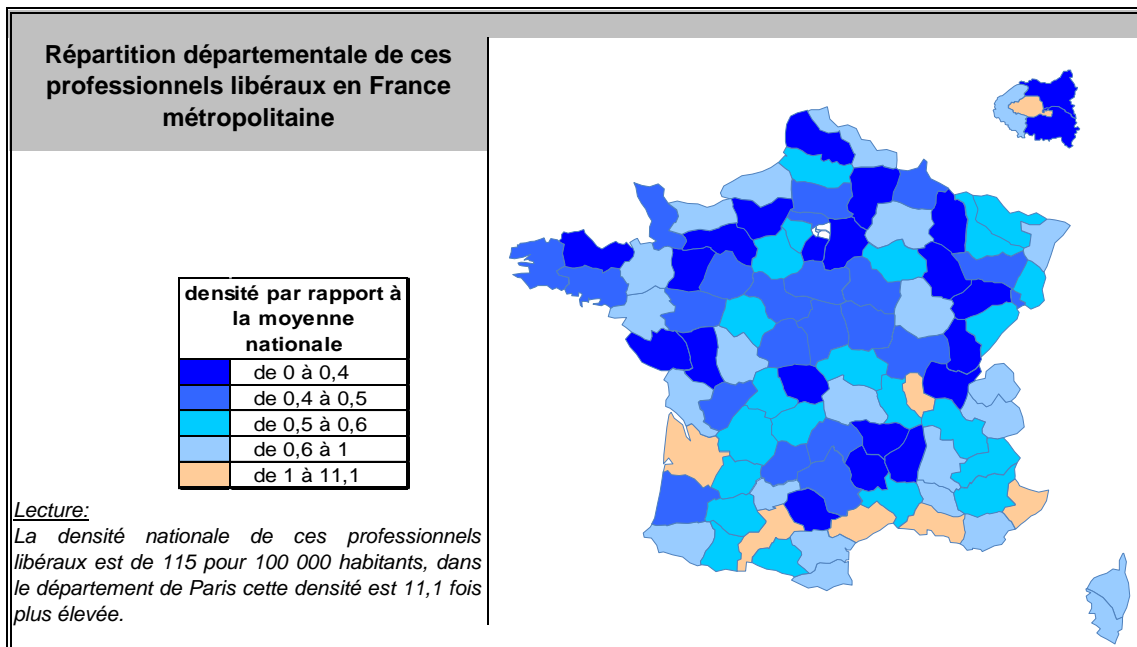 Répartition départementale de ces
professionnels libéraux en France
métropolitaine
densité par rapport à
la moyenne
nationale
de 0 à 0,4
de 0,4 à 0,5
de 0,5 à 0,6
de 0,6 à 1
de 1 à 11,1
Lecture:
La densité nationale de ces professionnels
libéraux est de 115 pour 100 000 habitants, dans
le département de Paris cette densité est 11,1 fois
plus élevée.